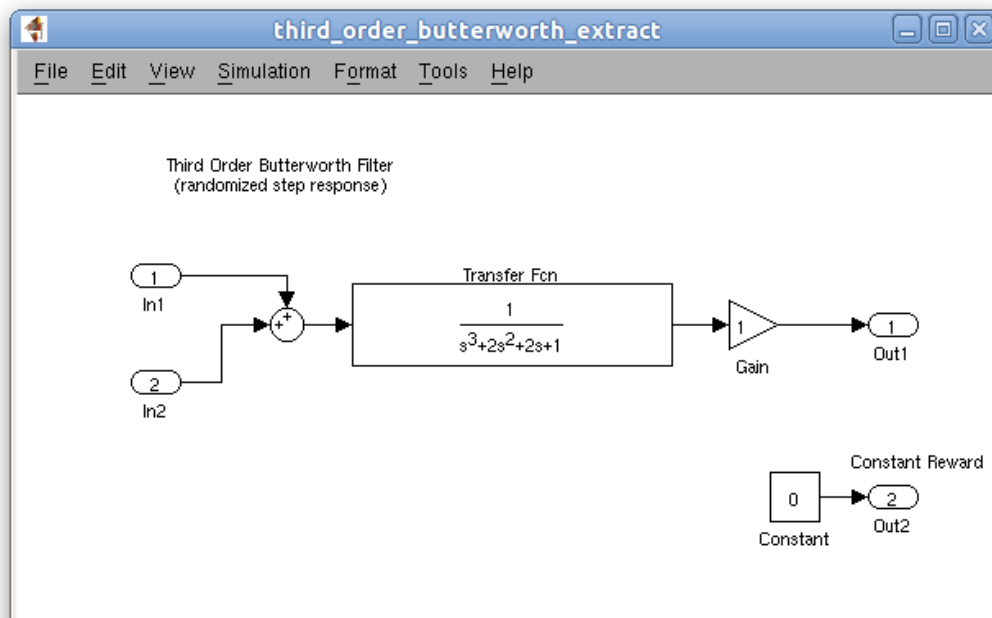 third_order_butterworth_extract
File Edit View Simulation Format Tools Help
Third Order Butterworth Filter
(randomized step response)
1
In1
+
+
2
In2
Transfer Fcn
1
s³+2s²+2s+1
1
Gain
1
Out1
Constant Reward
0
Constant
2
Out2